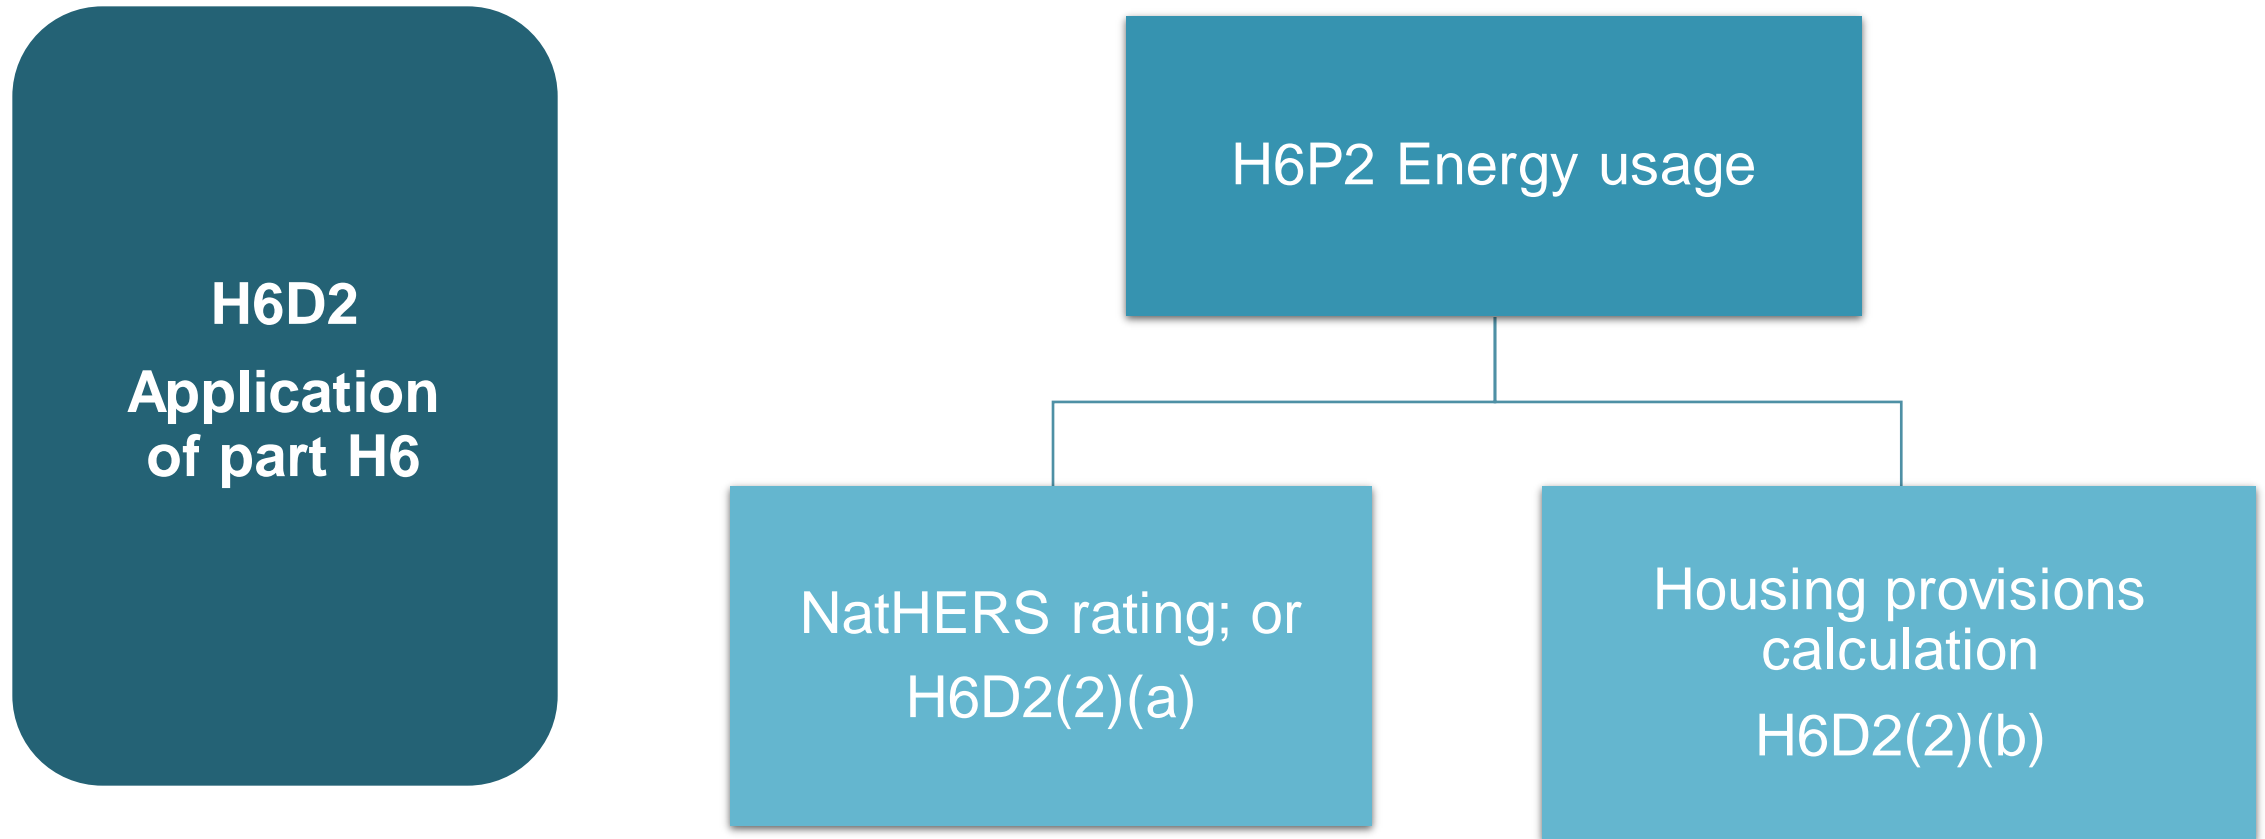 H6D2
Application
of part H6
H6P2 Energy usage
NatHERS rating; or
H6D2(2)(a)
Housing provisions
calculation
H6D2(2)(b)